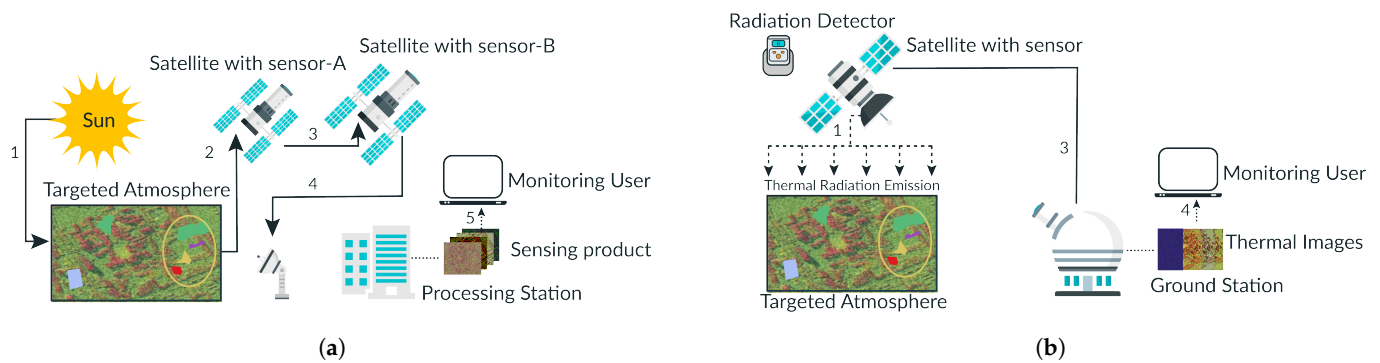 Satellite with sensor-B
Satellite with sensor-A
Sun
1
2
3
4
Targeted Atmosphere
Monitoring User
5
Sensing product
Processing Station
(a)
Radiation Detector
Satellite with sensor
1
3
Thermal Radiation Emission
Targeted Atmosphere
Monitoring User
4
Thermal Images
Ground Station
(b)